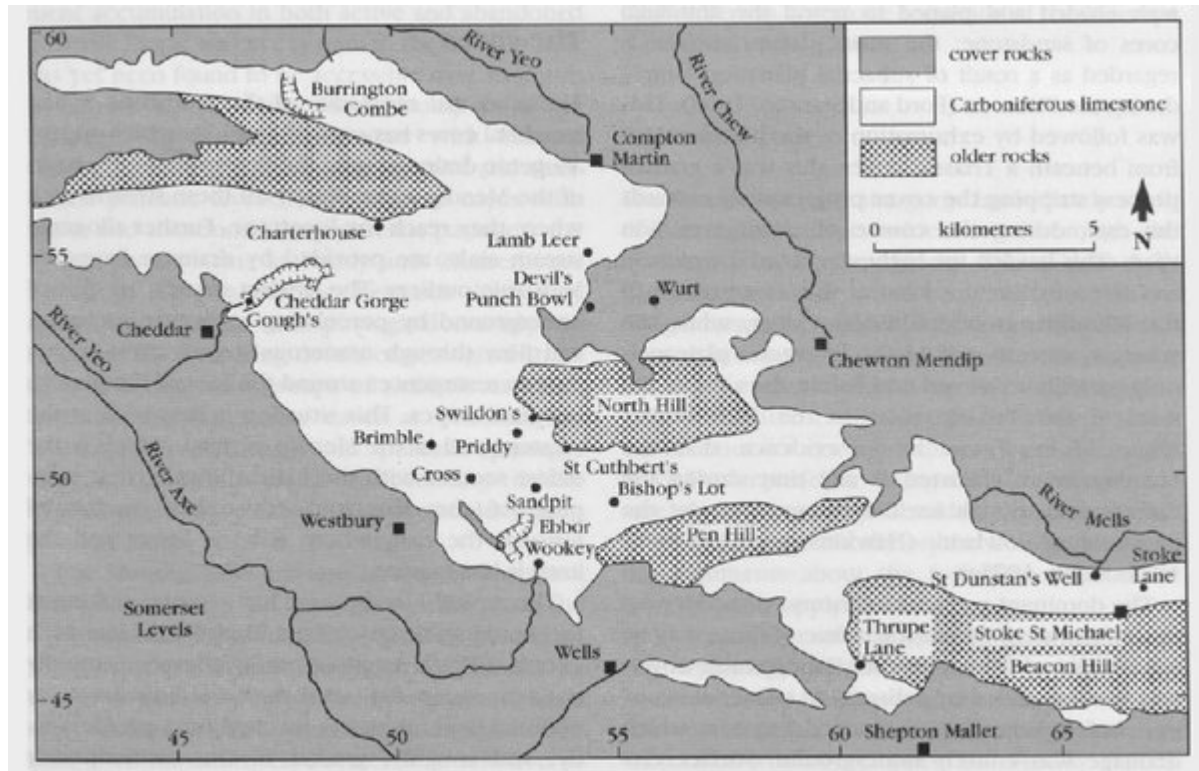 60
River Yeo
River Chew
cover rocks
Carboniferous limestone
older rocks
0 kilometres 5
N
Burrington
Combe
Compton
Martin
Charterhouse
55
Lamb Leer
Devil's
Punch Bowl
Wurt
Cheddar Gorge
Gough's
Cheddar
River Yeo
Chewton Mendip
North Hill
Swildon's
Brimble
Priddy
St Cuthbert's
Cross
50
Sandpit
Bishop's Lot
River Axe
Westbury
Ebbor
Wookey
Pen Hill
River Mells
Stoke
Lane
St Dunstan's Well
Somerset
Levels
Thrupe
Lane
Stoke St Michael
Beacon Hill
Wells
45
Shepton Maller
45
50
55
60
65